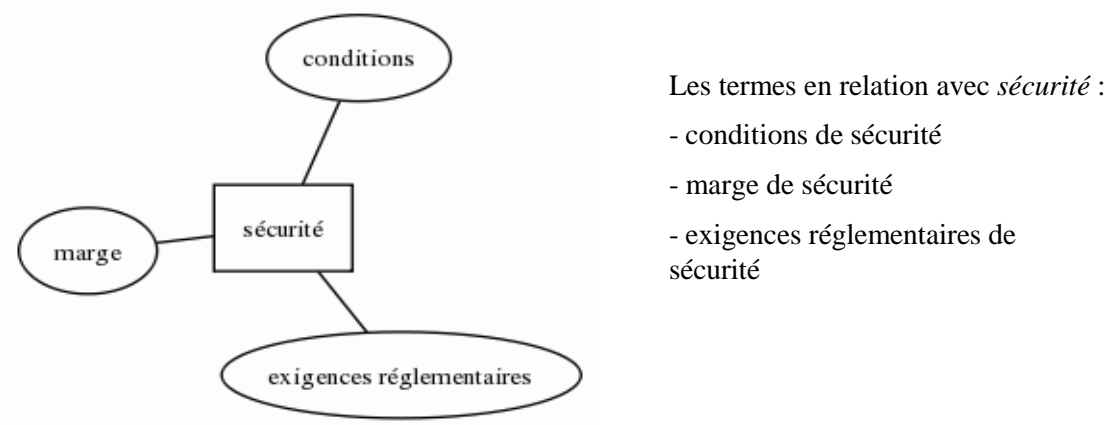 conditions
sécurité
marge
exigences réglementaires
Les termes en relation avec sécurité :
- conditions de sécurité
- marge de sécurité
- exigences réglementaires de
sécurité